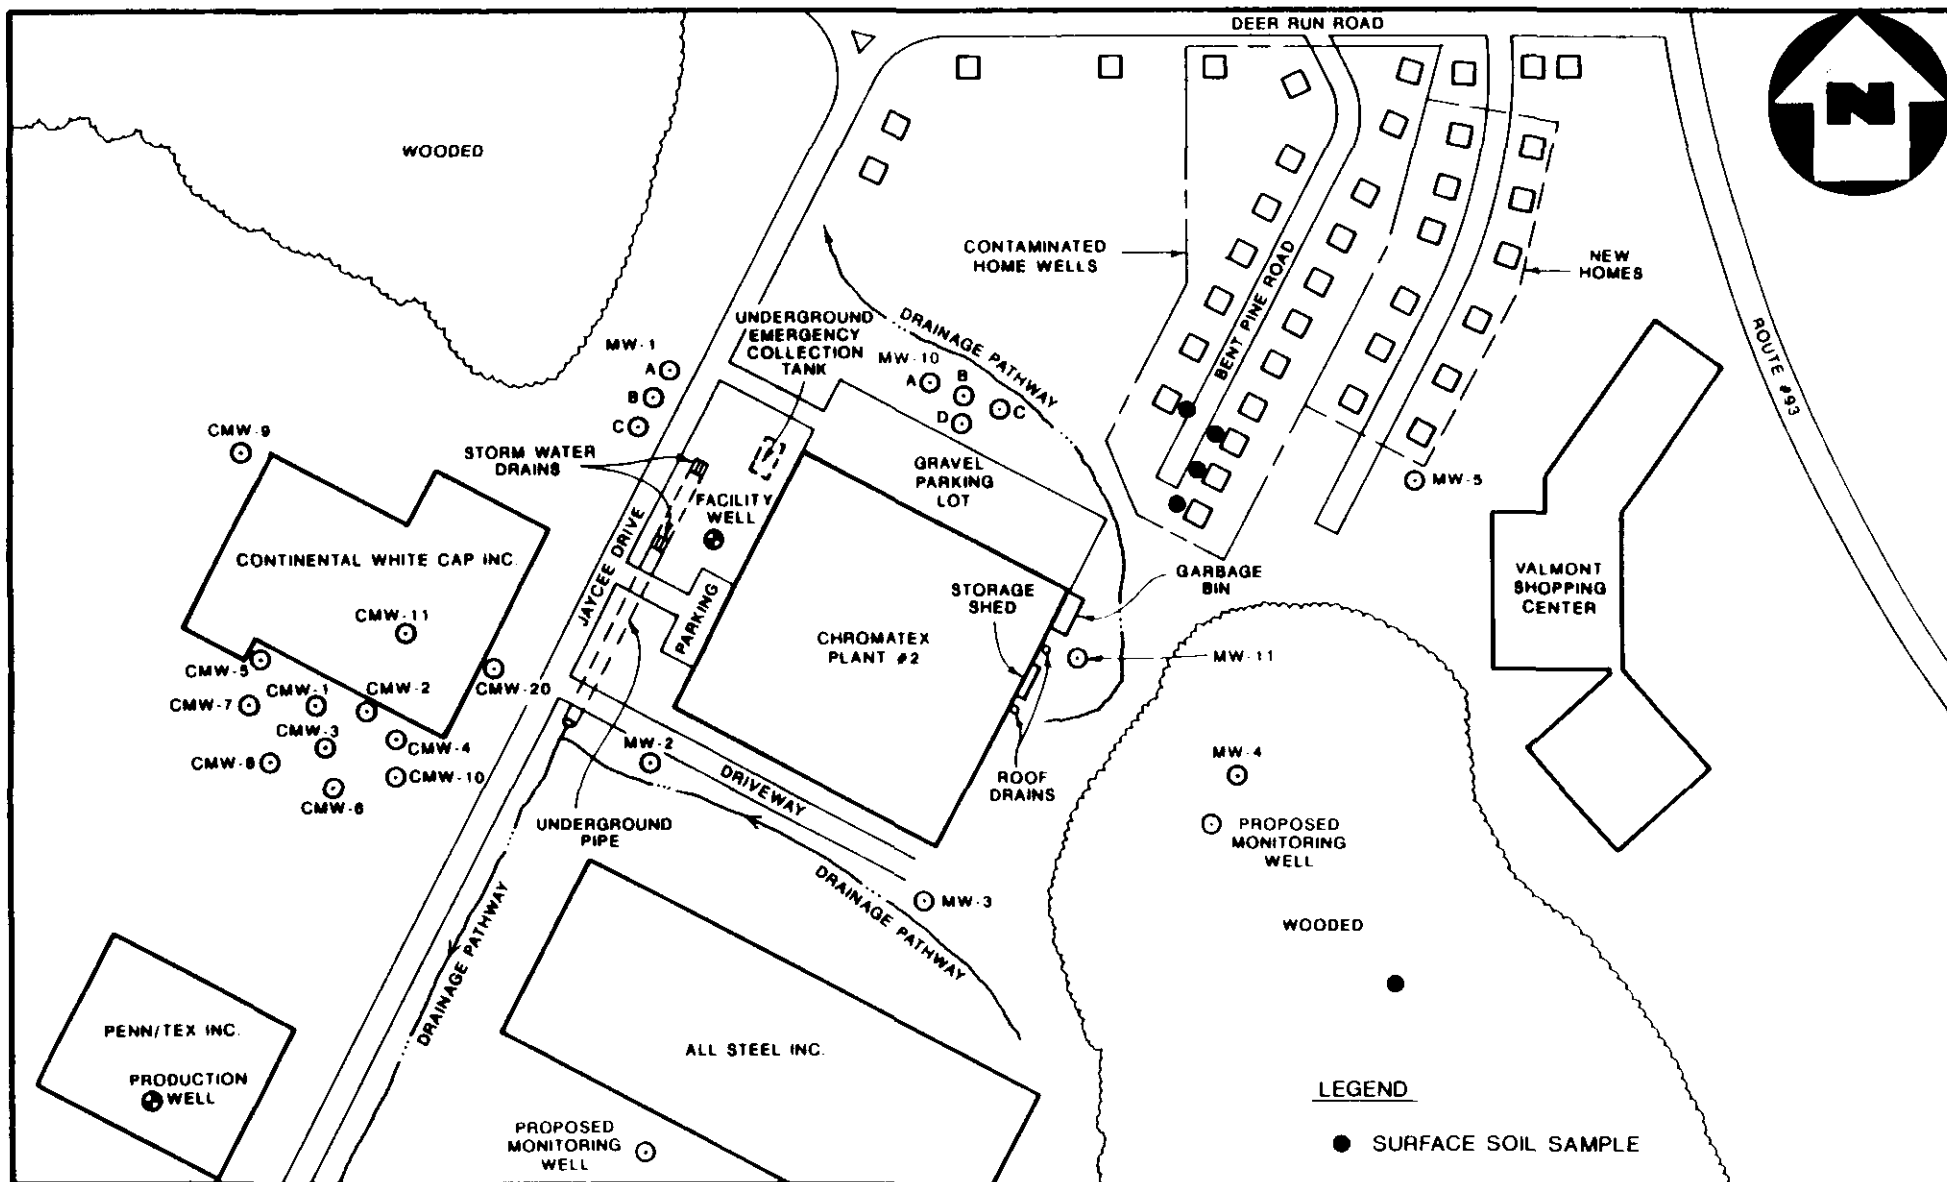 DEER RUN ROAD
N
WOODED
CONTAMINATED
HOME WELLS
NEW
HOMES
BENT PINE ROAD
ROUTE #93
UNDERGROUND
EMERGENCY
COLLECTION
TANK
DRAINAGE PATHWAY
MW-1
A
B
C
MW-10
A
B
C
D
CMW-9
STORM WATER
DRAINS
FACILITY
WELL
GRAVEL
PARKING
LOT
MW-5
JAYCEE DRIVE
CONTINENTAL WHITE CAP INC.
CMW-11
PARKING
STORAGE
SHED
GARBAGE
BIN
VALMONT
SHOPPING
CENTER
CHROMATEX
PLANT #2
MW-11
CMW-5
CMW-1
CMW-2
CMW-20
CMW-7
CMW-3
CMW-4
CMW-8
CMW-10
CMW-6
MW-2
DRIVEWAY
ROOF
DRAINS
MW-4
UNDERGROUND
PIPE
PROPOSED
MONITORING
WELL
DRAINAGE PATHWAY
MW-3
DRAINAGE PATHWAY
WOODED
PENN/TEX INC.
PRODUCTION
WELL
ALL STEEL INC.
PROPOSED
MONITORING
WELL
LEGEND
SURFACE SOIL SAMPLE